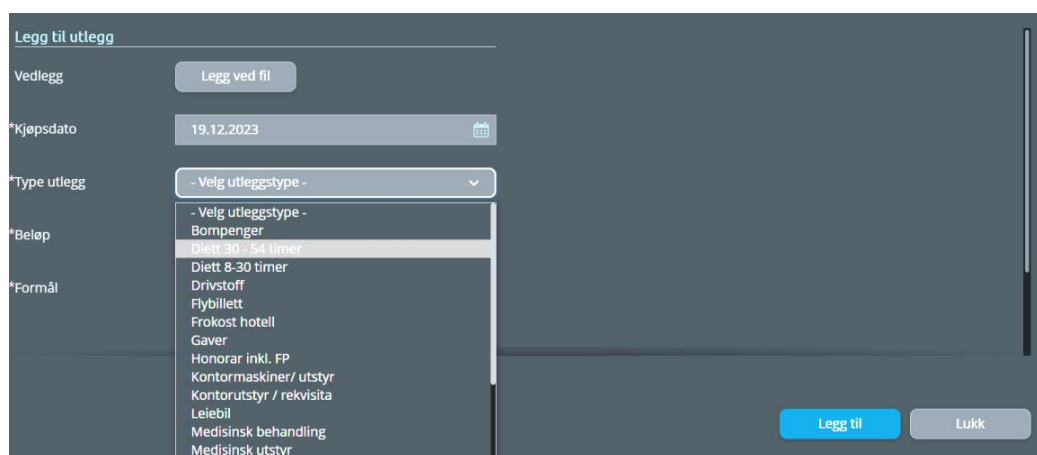 Legg til utlegg
Vedlegg
Legg ved fil
*Kjøpsdato
19.12.2023
*Type utlegg
- Velg utleggstype -
*Beløp
*Formål
- Velg utleggstype -
Bompenger
Diett 30 - 54 timer
Diett 8-30 timer
Drivstoff
Flybillett
Frokost hotell
Gaver
Honorar inkl. FP
Kontormaskiner/ utstyr
Kontorutstyr / rekvisita
Leiebil
Medisinsk behandling
Medisinsk utstyr
Legg til
Lukk